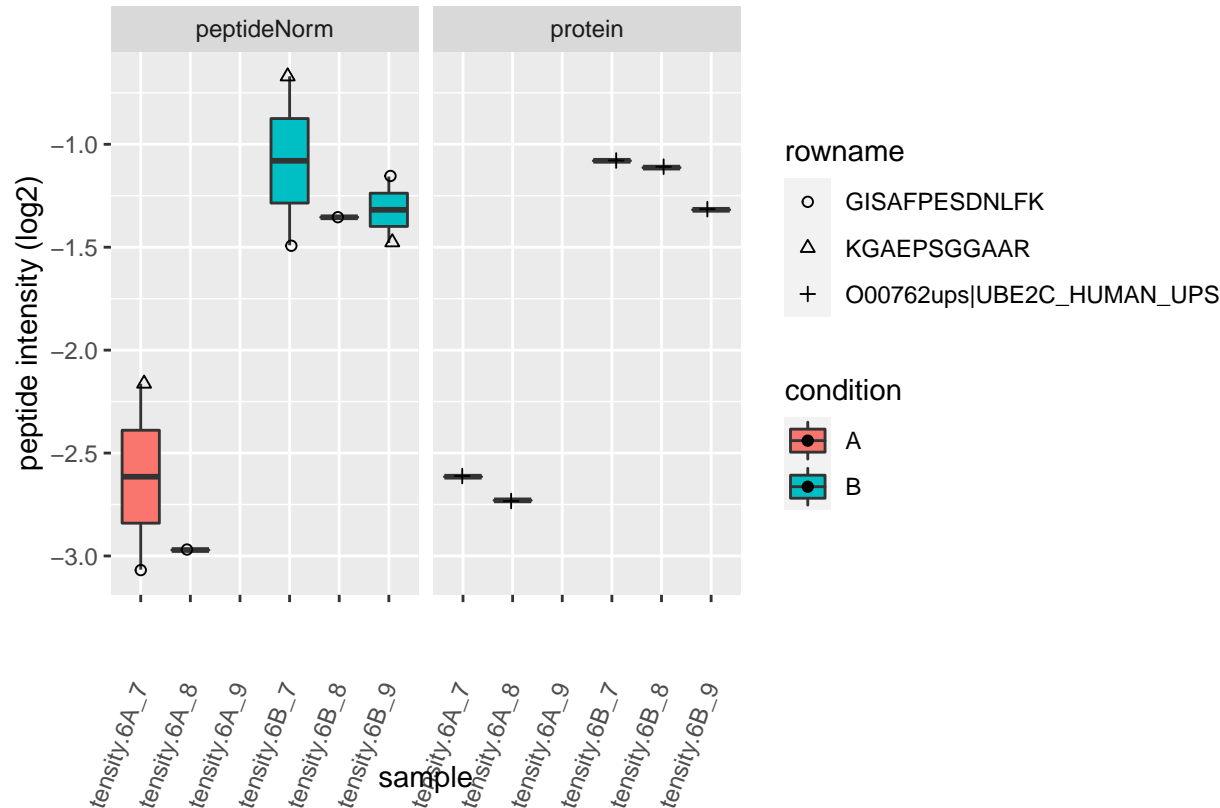 peptideNorm protein
peptide intensity (log2)
−1.0
−1.5
−2.0
−2.5
−3.0
tensity.6A_7
tensity.6A_8
tensity.6A_9
tensity.6B_7
tensity.6B_8
tensity.6B_9
tensity.6A_7
tensity.6A_8
tensity.6A_9
tensity.6B_7
tensity.6B_8
tensity.6B_9
sample
rowname
GISAFPESDNLFK
KGAEPSGGAAR
O00762ups|UBE2C_HUMAN_UPS
condition
A
B